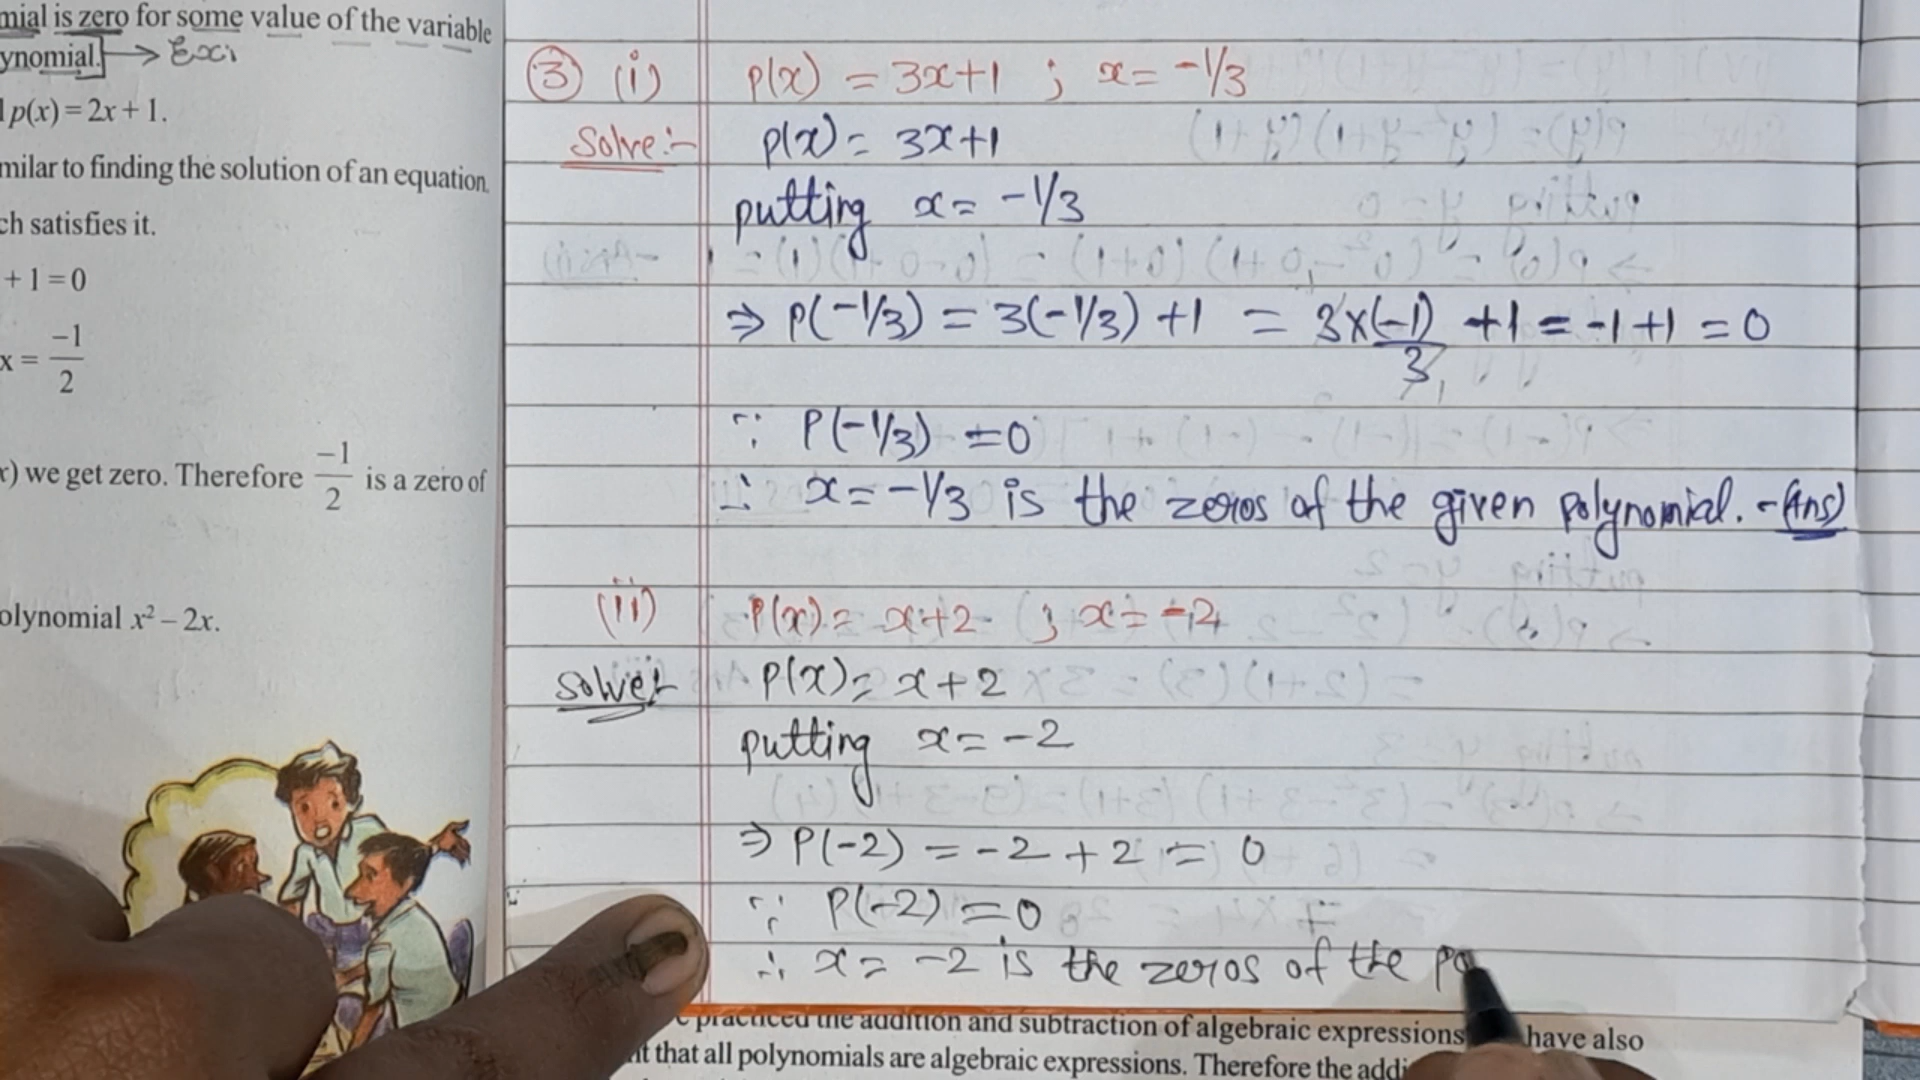 mial is zero for some value of the variable
ynomial. → Exi
p(x) = 2x + 1.
milar to finding the solution of an equation.
ch satisfies it.
+ 1 = 0
x = -1/2
x) we get zero. Therefore -1/2 is a zero of
olynomial x² – 2x.
③ (i) p(x) = 3x+1 ; x = -1/3
Solve:- p(x) = 3x+1
putting x = -1/3
⇒ P(-1/3) = 3(-1/3) +1 = 3×(-1)/3 +1 = -1+1 = 0
∵ P(-1/3) = 0
∴ x = -1/3 is the zeros of the given polynomial. -(Ans)
(ii) P(x) = x+2 ; x = -2
Solve:- P(x) = x+2
putting x = -2
⇒ P(-2) = -2 + 2 = 0
∵ P(-2) = 0
∴ x = -2 is the zeros of the po
practiced the addition and subtraction of algebraic expressions have also
t that all polynomials are algebraic expressions. Therefore the addi